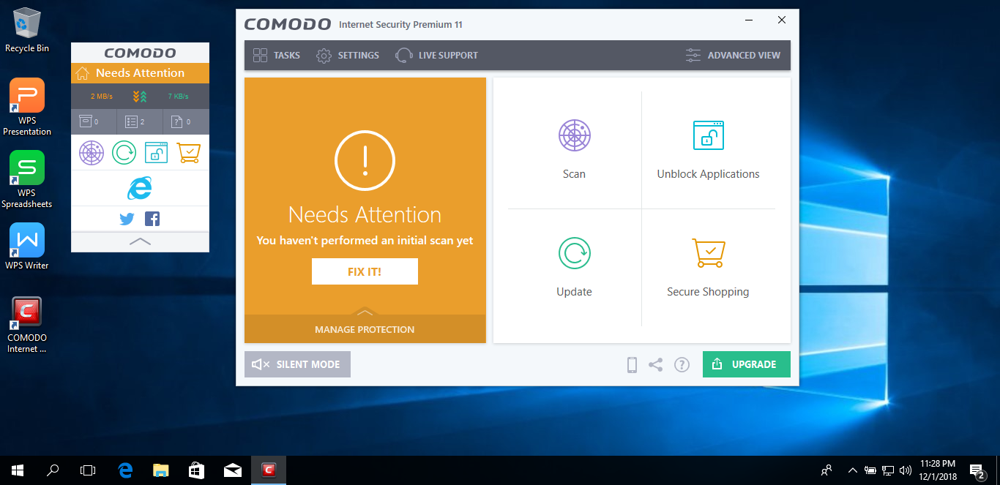 Recycle Bin
WPS
Presentation
WPS
Spreadsheets
WPS Writer
COMODO
Internet ...
COMODO
Needs Attention
2 MB/s
7 KB/s
0
2
0
COMODO
Internet Security Premium 11
TASKS
SETTINGS
LIVE SUPPORT
ADVANCED VIEW
Needs Attention
You haven't performed an initial scan yet
FIX IT!
MANAGE PROTECTION
Scan
Unblock Applications
Update
Secure Shopping
SILENT MODE
UPGRADE
11:28 PM
12/1/2018
2